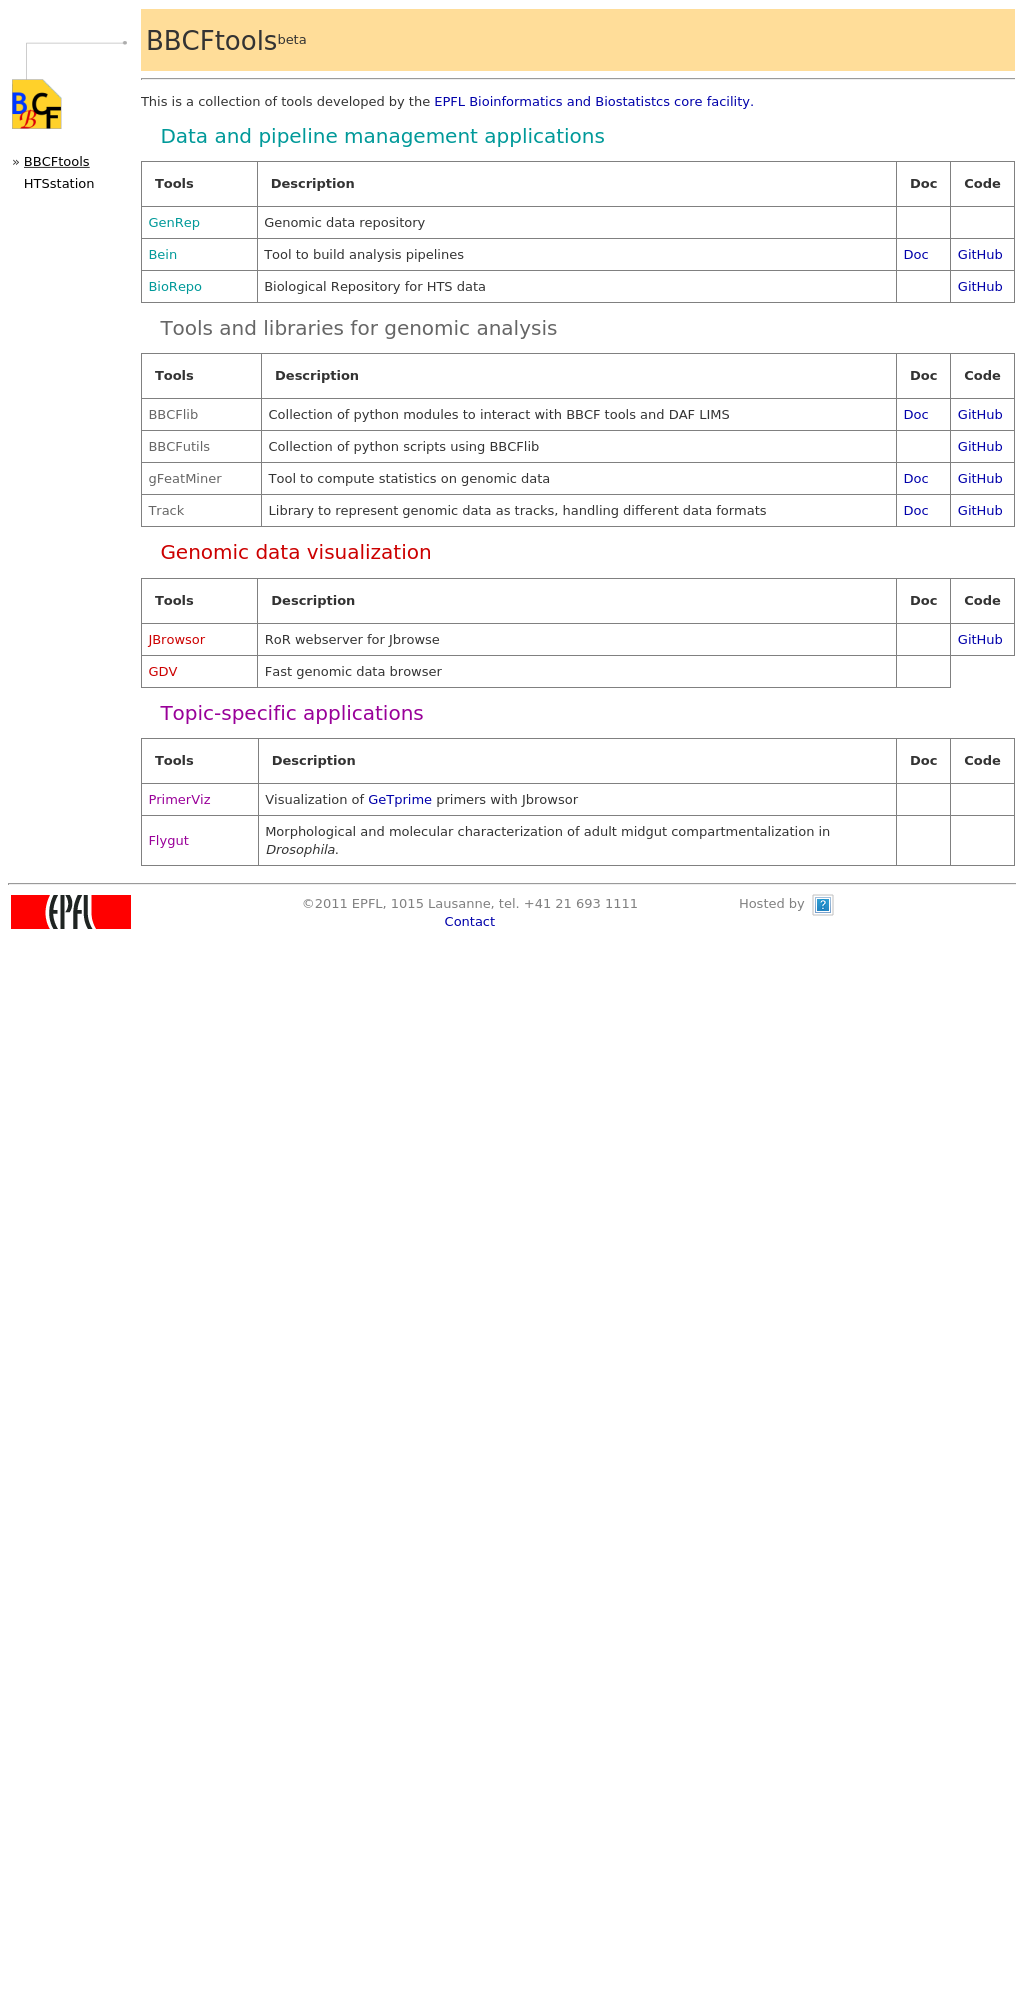 BBCFtoolsbeta
BBCF
» BBCFtools
HTSstation
This is a collection of tools developed by the EPFL Bioinformatics and Biostatistcs core facility.
Data and pipeline management applications
Tools Description Doc Code
GenRep Genomic data repository
Bein Tool to build analysis pipelines Doc GitHub
BioRepo Biological Repository for HTS data GitHub
Tools and libraries for genomic analysis
Tools Description Doc Code
BBCFlib Collection of python modules to interact with BBCF tools and DAF LIMS Doc GitHub
BBCFutils Collection of python scripts using BBCFlib GitHub
gFeatMiner Tool to compute statistics on genomic data Doc GitHub
Track Library to represent genomic data as tracks, handling different data formats Doc GitHub
Genomic data visualization
Tools Description Doc Code
JBrowsor RoR webserver for Jbrowse GitHub
GDV Fast genomic data browser
Topic-specific applications
Tools Description Doc Code
PrimerViz Visualization of GeTprime primers with Jbrowsor
Flygut Morphological and molecular characterization of adult midgut compartmentalization in
Drosophila.
EPFL ©2011 EPFL, 1015 Lausanne, tel. +41 21 693 1111 Hosted by ?
Contact